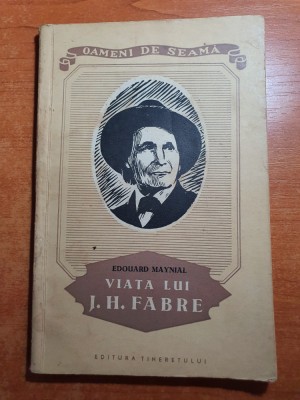 OAMENI DE SEAMĂ
EDOUARD MAYNIAL
VIAȚA LUI
J. H. FABRE
EDITURA TINERETULUI